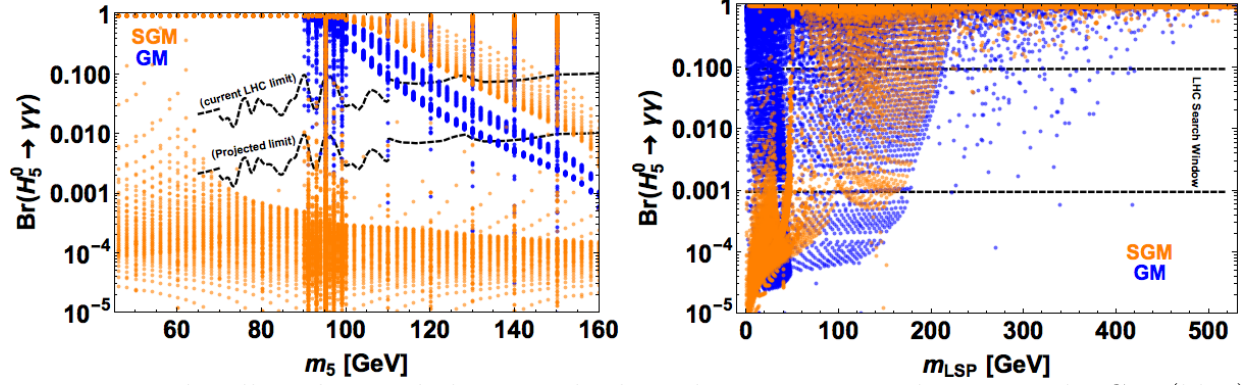 1
0.100
0.010
0.001
10⁻⁴
10⁻⁵
Br(H₅⁰ → γγ)
SGM
GM
(current LHC limit)
(Projected limit)
60
80
100
120
140
160
m₅ [GeV]
1
0.100
0.010
0.001
10⁻⁴
10⁻⁵
Br(H₅⁰ → γγ)
LHC Search Window
SGM
GM
0
100
200
300
400
500
m_LSP [GeV]